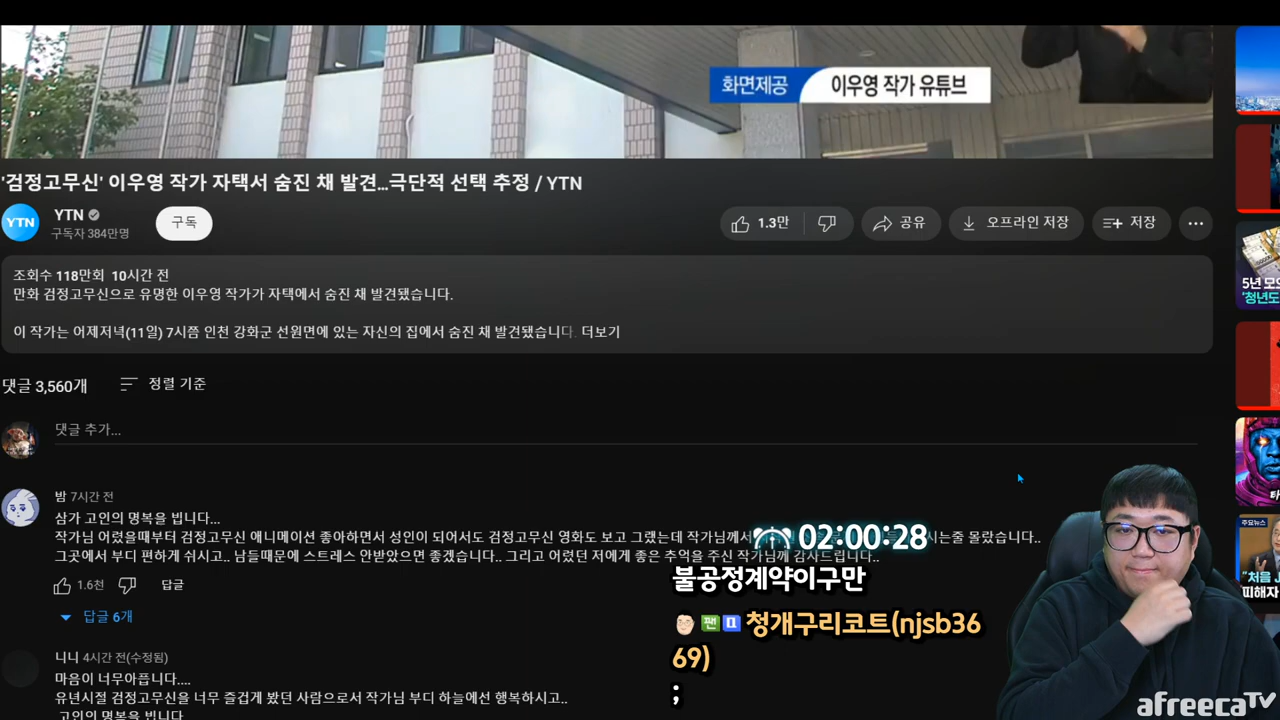 화면제공
이우영 작가 유튜브
'검정고무신' 이우영 작가 자택서 숨진 채 발견...극단적 선택 추정 / YTN
YTN
YTN
구독자 384만명
구독
1.3만
공유
오프라인 저장
저장
조회수 118만회 10시간 전
만화 검정고무신으로 유명한 이우영 작가가 자택에서 숨진 채 발견됐습니다.
이 작가는 어제저녁(11일) 7시쯤 인천 강화군 선원면에 있는 자신의 집에서 숨진 채 발견됐습니다. 더보기
댓글 3,560개
정렬 기준
댓글 추가...
밤 7시간 전
삼가 고인의 명복을 빕니다...
작가님 어렸을때부터 검정고무신 애니메이션 좋아하면서 성인이 되어서도 검정고무신 영화도 보고 그랬는데 작가님께서 시는줄 몰랐습니다..
그곳에서 부디 편하게 쉬시고.. 남들때문에 스트레스 안받았으면 좋겠습니다.. 그리고 어렸던 저에게 좋은 추억을 주신 작가님께 감사드립니다..
1.6천
답글
답글 6개
니니 4시간 전(수정됨)
마음이 너무아픕니다....
유년시절 검정고무신을 너무 즐겁게 봤던 사람으로서 작가님 부디 하늘에선 행복하시고..
고인의 명복을 빕니다
02:00:28
불공정계약이구만
팬
청개구리코트(njsb36
69)
;
5년 모으
'청년도
주요뉴스
"처음 J
피해자
afreecaTV